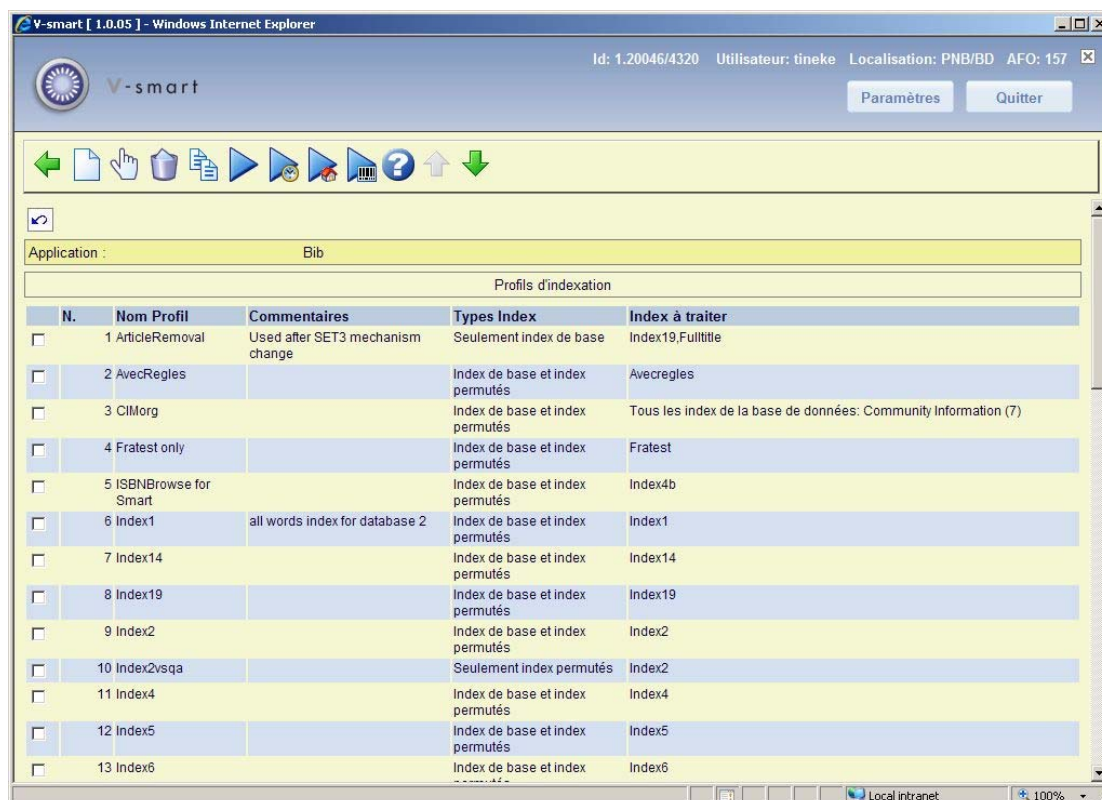 V-smart [ 1.0.05 ] - Windows Internet Explorer
Id: 1.20046/4320 Utilisateur: tineke Localisation: PNB/BD AFO: 157
V-smart
Paramètres Quitter
Application : Bib
Profils d'indexation
N. Nom Profil Commentaires Types Index Index à traiter
1 ArticleRemoval Used after SET3 mechanism Seulement index de base Index19,Fulltitle
change
2 AvecRegles Index de base et index Avecregles
permutés
3 CIMorg Index de base et index Tous les index de la base de données: Community Information (7)
permutés
4 Fratest only Index de base et index Fratest
permutés
5 ISBNBrowse for Index de base et index Index4b
Smart permutés
6 Index1 all words index for database 2 Index de base et index Index1
permutés
7 Index14 Index de base et index Index14
permutés
8 Index19 Index de base et index Index19
permutés
9 Index2 Index de base et index Index2
permutés
10 Index2vsqa Seulement index permutés Index2
11 Index4 Index de base et index Index4
permutés
12 Index5 Index de base et index Index5
permutés
13 Index6 Index de base et index Index6
Local intranet 100%